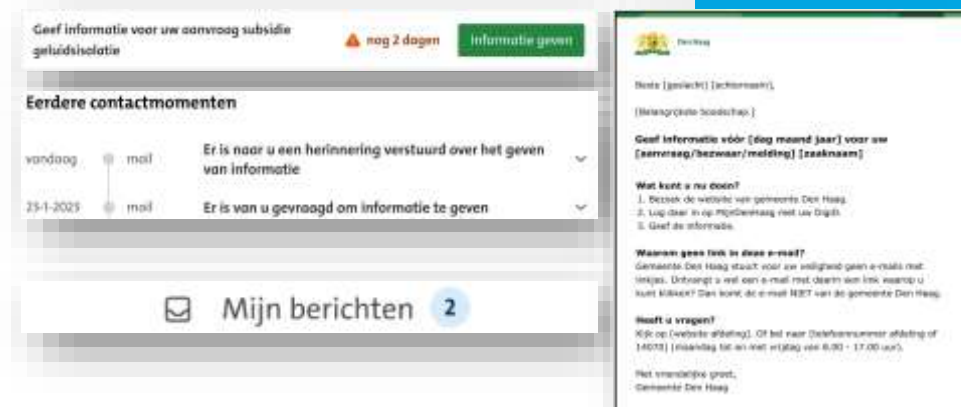 Geef informatie voor uw aanvraag subsidie
geluidsisolatie
nog 2 dagen
Informatie geven
Eerdere contactmomenten
vandaag
mail
Er is naar u een herinnering verstuurd over het geven
van informatie
23-1-2023
mail
Er is van u gevraagd om informatie te geven
Mijn berichten 2
Den Haag
Beste [geslacht] [achternaam],
[Belangrijkste boodschap.]
Geef informatie vóór [dag maand jaar] voor uw
[aanvraag/bezwaar/melding] [zaaknaam]
Wat kunt u nu doen?
1. Bezoek de website van gemeente Den Haag.
2. Log daar in op MijnDenHaag met uw DigiD.
3. Geef de informatie.
Waarom geen link in deze e-mail?
Gemeente Den Haag stuurt voor uw veiligheid geen e-mails met
linkjes. Ontvangt u wel een e-mail met daarin een link waarop u
kunt klikken? Dan komt de e-mail NIET van de gemeente Den Haag.
Heeft u vragen?
Kijk op [website afdeling]. Of bel naar [telefoonnummer afdeling of
14070] (maandag tot en met vrijdag van 8.00 - 17.00 uur).
Met vriendelijke groet,
Gemeente Den Haag